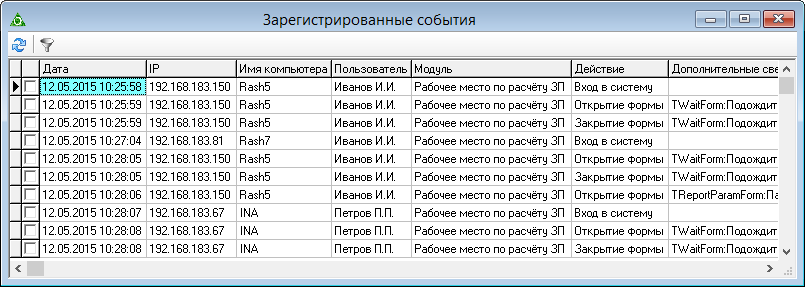 Зарегистрированные события
Дата IP Имя компьютера Пользователь Модуль Действие Дополнительные све
12.05.2015 10:25:58 192.168.183.150 Rash5 Иванов И.И. Рабочее место по расчёту ЗП Вход в систему
12.05.2015 10:25:59 192.168.183.150 Rash5 Иванов И.И. Рабочее место по расчёту ЗП Открытие формы TWaitForm:Подождит
12.05.2015 10:25:59 192.168.183.150 Rash5 Иванов И.И. Рабочее место по расчёту ЗП Закрытие формы TWaitForm:Подождит
12.05.2015 10:27:04 192.168.183.81 Rash7 Иванов И.И. Рабочее место по расчёту ЗП Вход в систему
12.05.2015 10:28:05 192.168.183.150 Rash5 Иванов И.И. Рабочее место по расчёту ЗП Открытие формы TWaitForm:Подождит
12.05.2015 10:28:05 192.168.183.150 Rash5 Иванов И.И. Рабочее место по расчёту ЗП Закрытие формы TWaitForm:Подождит
12.05.2015 10:28:06 192.168.183.150 Rash5 Иванов И.И. Рабочее место по расчёту ЗП Открытие формы TReportParamForm:Па
12.05.2015 10:28:07 192.168.183.67 INA Петров П.П. Рабочее место по расчёту ЗП Вход в систему
12.05.2015 10:28:08 192.168.183.67 INA Петров П.П. Рабочее место по расчёту ЗП Открытие формы TWaitForm:Подождит
12.05.2015 10:28:08 192.168.183.67 INA Петров П.П. Рабочее место по расчёту ЗП Закрытие формы TWaitForm:Подождит